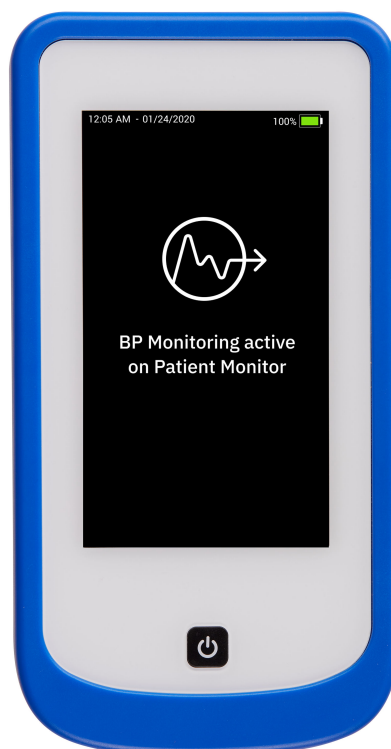 12:05 AM - 01/24/2020 100%
BP Monitoring active
on Patient Monitor